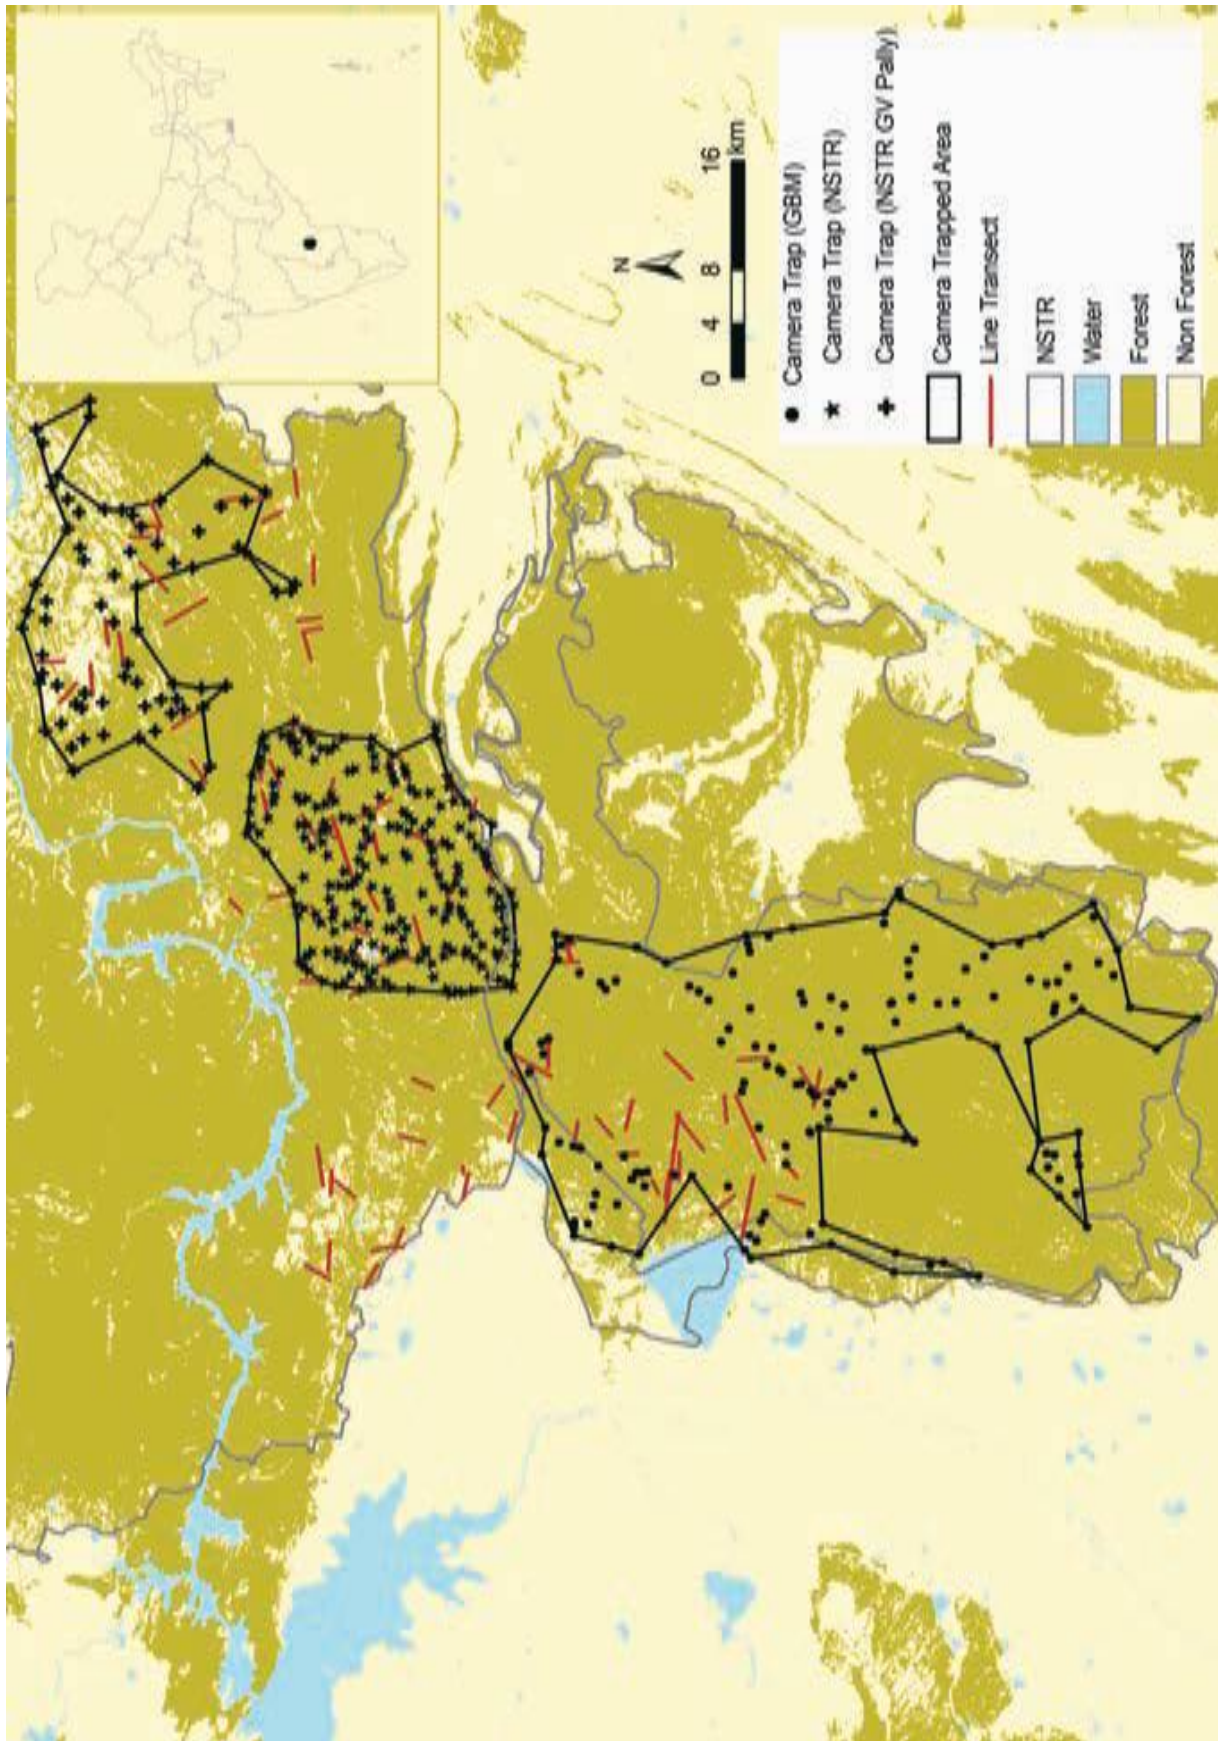 N
0 4 8 16
km
Camera Trap (GBM)
Camera Trap (NSTR)
Camera Trap (NSTR GV Pally)
Camera Trapped Area
Line Transect
NSTR
Water
Forest
Non Forest